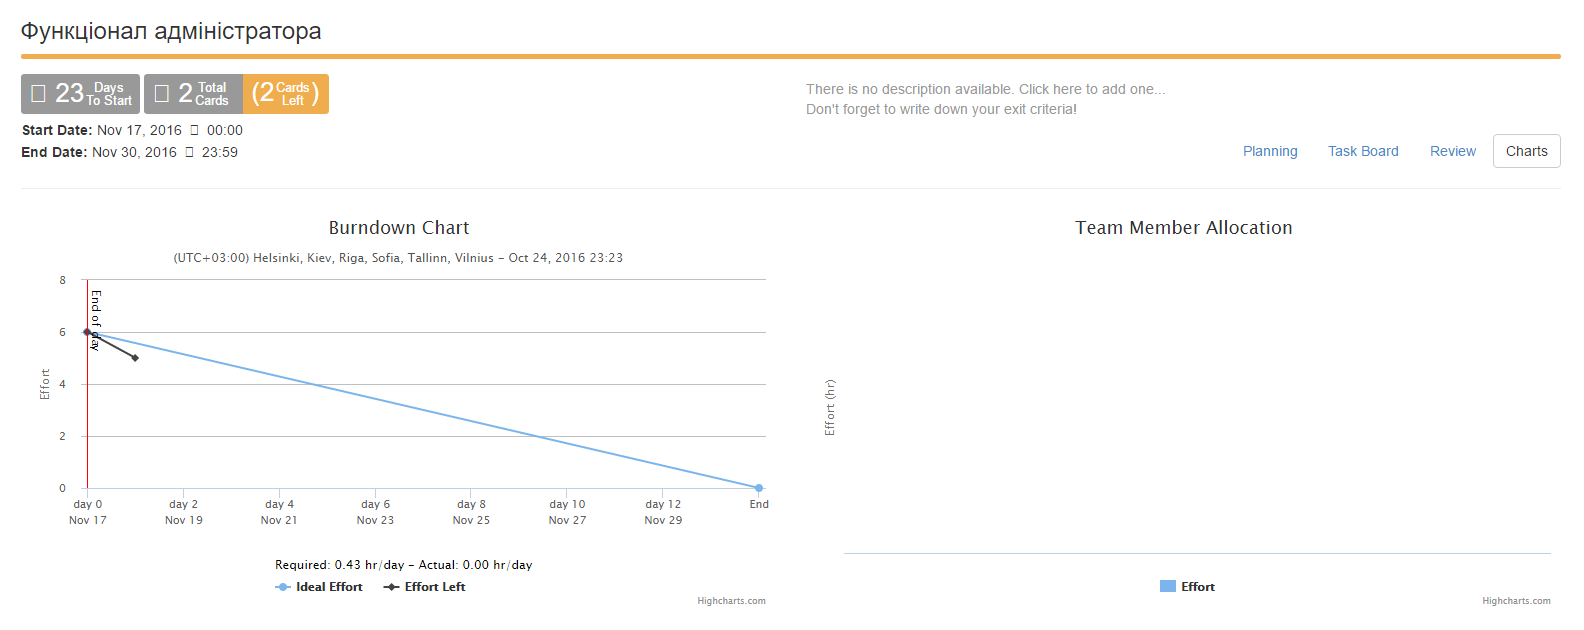 Функціонал адміністратора
23 Days To Start 2 Total Cards (2 Cards Left)
There is no description available. Click here to add one...
Don't forget to write down your exit criteria!
Start Date: Nov 17, 2016 00:00
End Date: Nov 30, 2016 23:59
Planning Task Board Review Charts
Burndown Chart
(UTC+03:00) Helsinki, Kiev, Riga, Sofia, Tallinn, Vilnius - Oct 24, 2016 23:23
8
6
4
2
0
Effort
End of day
day 0 day 2 day 4 day 6 day 8 day 10 day 12 End
Nov 17 Nov 19 Nov 21 Nov 23 Nov 25 Nov 27 Nov 29
Required: 0.43 hr/day - Actual: 0.00 hr/day
Ideal Effort Effort Left
Highcharts.com
Team Member Allocation
Effort (hr)
Effort
Highcharts.com